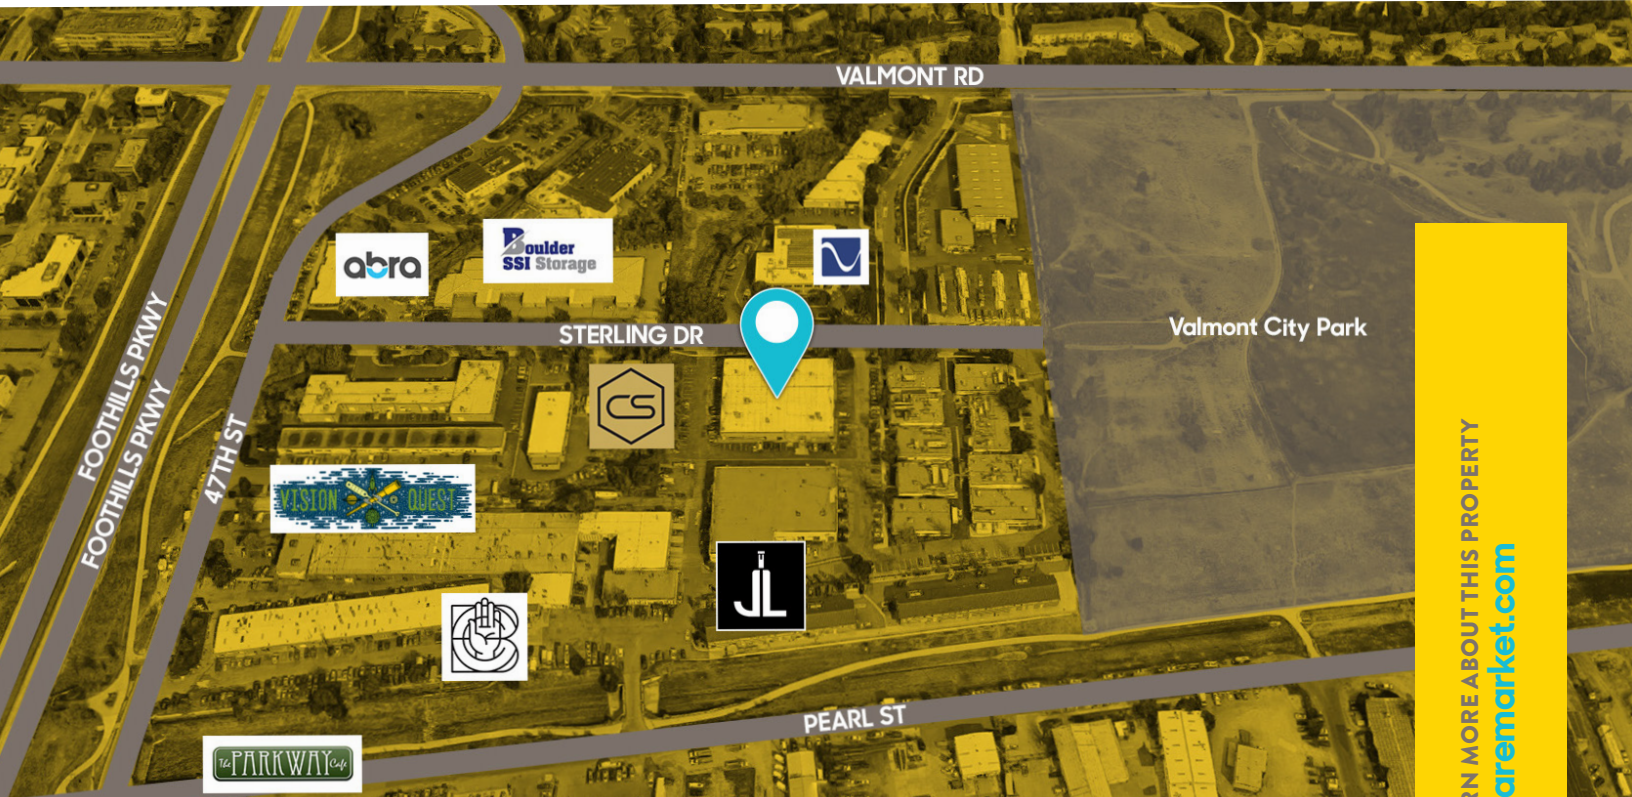 VALMONT RD
abra
Boulder
SSI Storage
STERLING DR
Valmont City Park
CS
FOOTHILLS PKWY
FOOTHILLS PKWY
47TH ST
VISION QUEST
JL
B
PEARL ST
The PARKWAY Cafe
MORE ABOUT THIS PROPERTY
aremarket.com